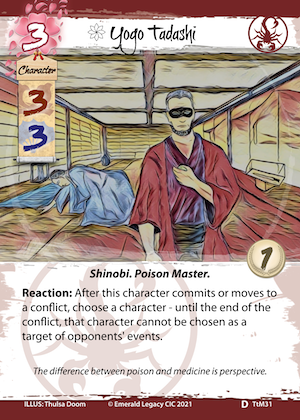 3
Yogo Tadashi
Character
3
3
1
Shinobi. Poison Master.
Reaction: After this character commits or moves
to a conflict, choose a character - until the end of
the conflict, that character cannot be chosen as a
target of opponents' events.
The difference between poison and medicine is perspective.
ILLUS: Thulsa Doom
© Emerald Legacy CIC 2021
D TtM31